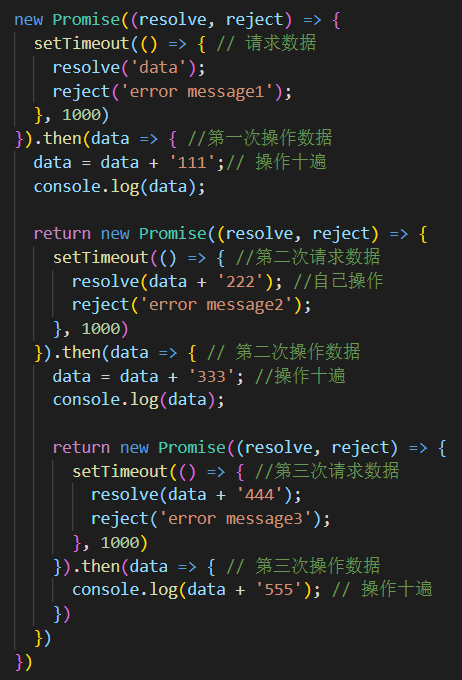 new Promise((resolve, reject) => {
  setTimeout(() => { // 请求数据
    resolve('data');
    reject('error message1');
  }, 1000)
}).then(data => { //第一次操作数据
  data = data + '111';// 操作十遍
  console.log(data);

  return new Promise((resolve, reject) => {
    setTimeout(() => { //第二次请求数据
      resolve(data + '222'); //自己操作
      reject('error message2');
    }, 1000)
  }).then(data => { // 第二次操作数据
    data = data + '333'; //操作十遍
    console.log(data);

    return new Promise((resolve, reject) => {
      setTimeout(() => { //第三次请求数据
        resolve(data + '444');
        reject('error message3');
      }, 1000)
    }).then(data => { // 第三次操作数据
      console.log(data + '555'); // 操作十遍
    })
  })
})